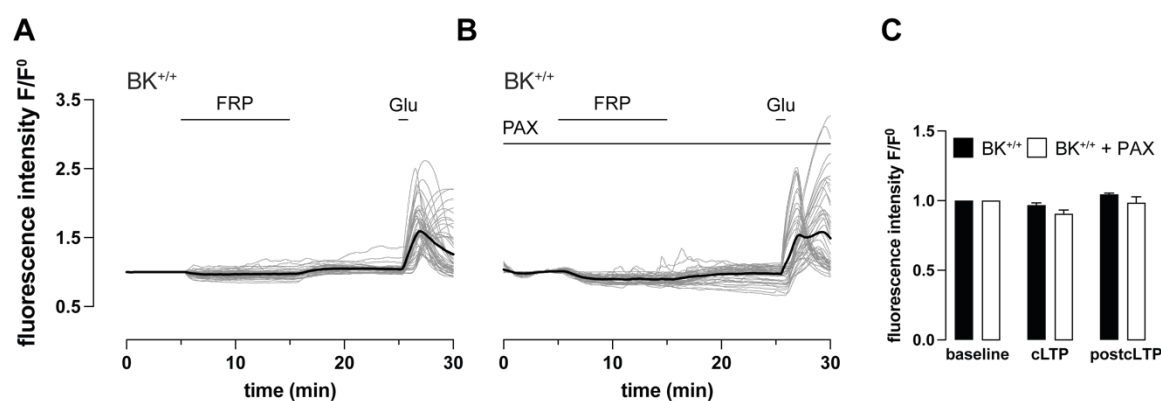 A
fluorescence intensity F/F⁰
BK⁺/⁺
FRP
Glu
3.5
2.5
1.5
0.5
0
10
20
30
time (min)
B
BK⁺/⁺
FRP
Glu
PAX
0
10
20
30
time (min)
C
fluorescence intensity F/F⁰
1.5
1.0
0.5
0.0
BK⁺/⁺
BK⁺/⁺ + PAX
baseline
cLTP
postcLTP